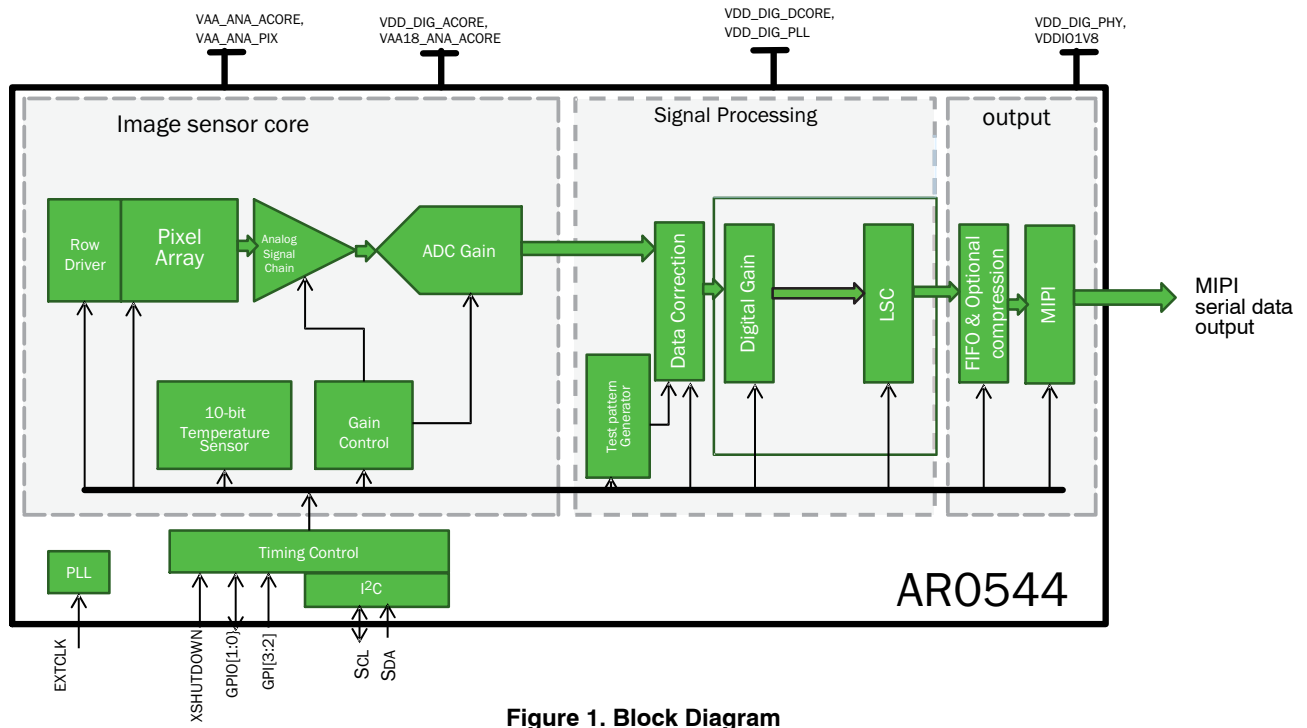 VAA_ANA_ACORE,
VAA_ANA_PIX
VDD_DIG_ACORE,
VAA18_ANA_ACORE
VDD_DIG_DCORE,
VDD_DIG_PLL
VDD_DIG_PHY,
VDDIO1V8
Image sensor core
Signal Processing
output
Row
Driver
Pixel
Array
Analog
Signal
Chain
ADC Gain
Data Correction
Digital Gain
LSC
FIFO & Optional
compression
MIPI
MIPI
serial data
output
10-bit
Temperature
Sensor
Gain
Control
Test pattern
Generator
Timing Control
I²C
PLL
AR0544
EXTCLK
XSHUTDOWN
GPIO[1:0}
GPI[3:2]
SCL
SDA
Figure 1. Block Diagram